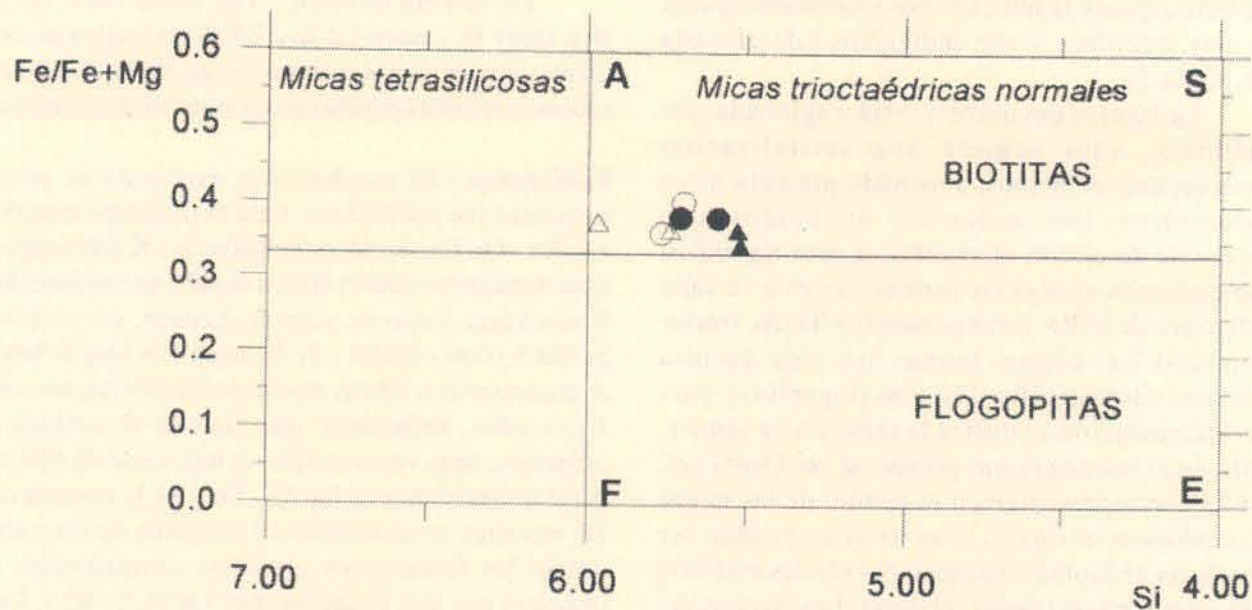 0.6
Fe/Fe+Mg
Micas tetrasilicosas
A
Micas trioctaédricas normales
S
0.5
BIOTITAS
0.4
0.3
0.2
0.1
FLOGOPITAS
0.0
F
E
7.00
6.00
5.00
Si
4.00